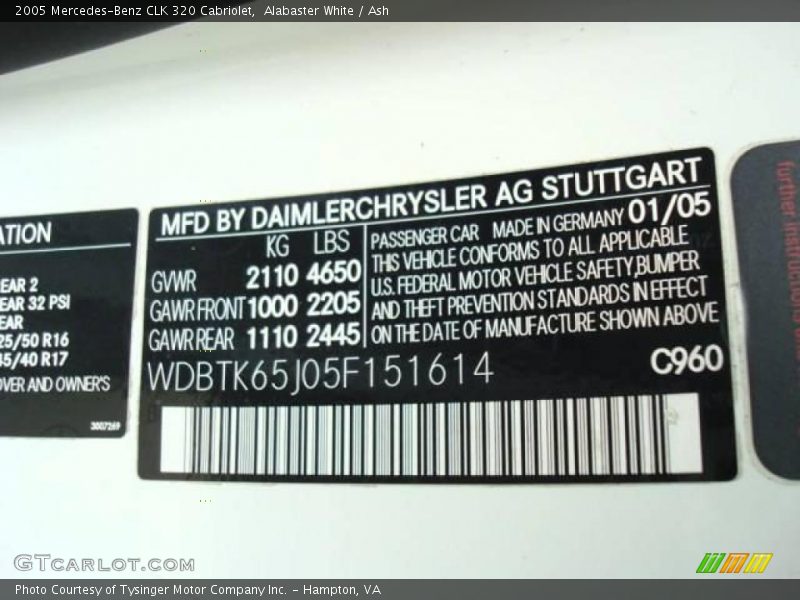 2005 Mercedes-Benz CLK 320 Cabriolet, Alabaster White / Ash
ATION
EAR 2
EAR 32 PSI
EAR
25/50 R16
45/40 R17
OVER AND OWNER'S
3007269
MFD BY DAIMLERCHRYSLER AG STUTTGART
KG LBS
GVWR 2110 4650
GAWR FRONT 1000 2205
GAWR REAR 1110 2445
PASSENGER CAR MADE IN GERMANY 01/05
THIS VEHICLE CONFORMS TO ALL APPLICABLE
U.S. FEDERAL MOTOR VEHICLE SAFETY,BUMPER
AND THEFT PREVENTION STANDARDS IN EFFECT
ON THE DATE OF MANUFACTURE SHOWN ABOVE
WDBTK65J05F151614
C960
further instructions
GTCARLOT.COM
Photo Courtesy of Tysinger Motor Company Inc. - Hampton, VA